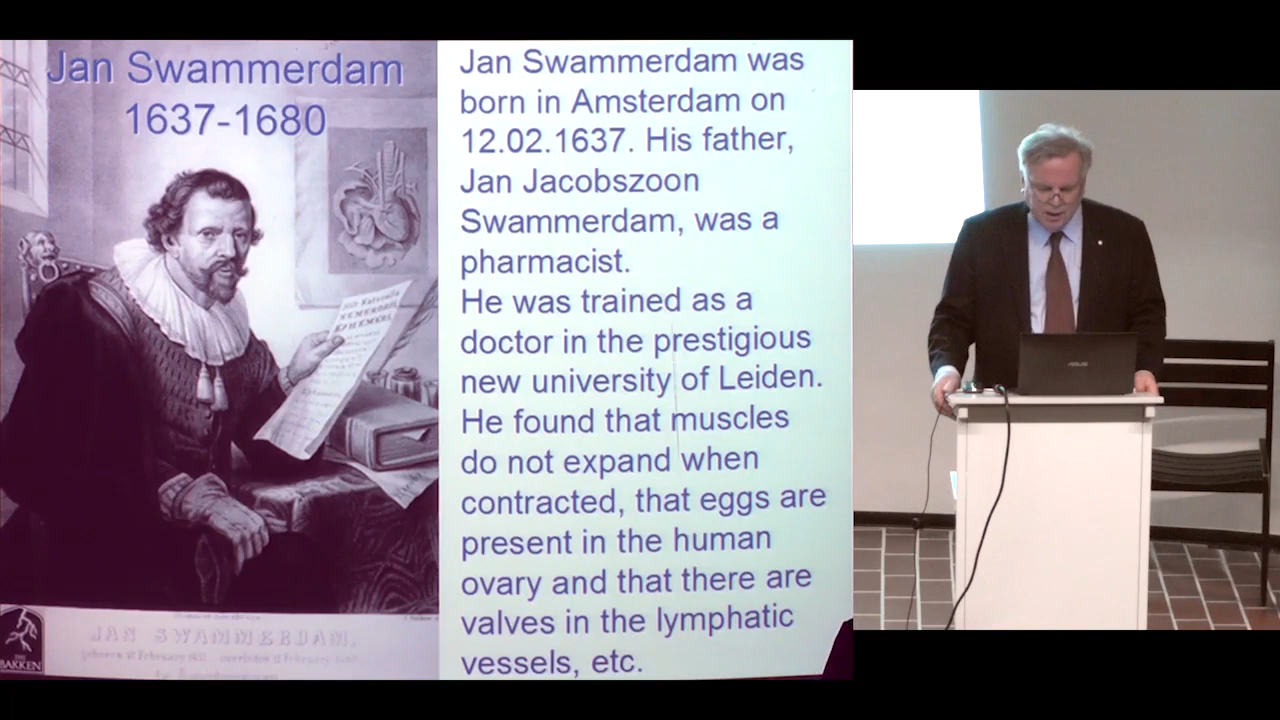 Jan Swammerdam
1637-1680
Jan Swammerdam was
born in Amsterdam on
12.02.1637. His father,
Jan Jacobszoon
Swammerdam, was a
pharmacist.
He was trained as a
doctor in the prestigious
new university of Leiden.
He found that muscles
do not expand when
contracted, that eggs are
present in the human
ovary and that there are
valves in the lymphatic
vessels, etc.
JAN SWAMMERDAM.
THE
BAKKEN
ASUS